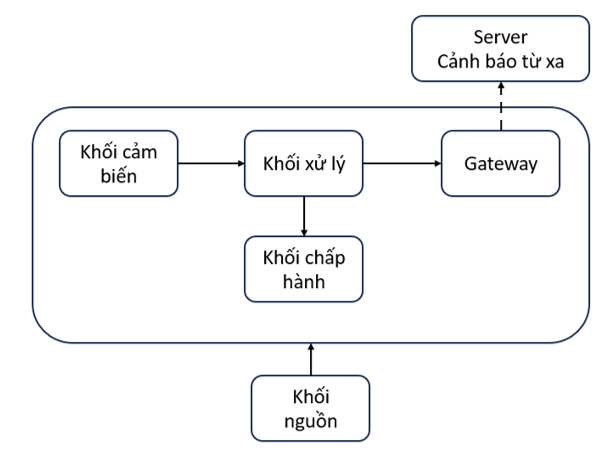 Server
Cảnh báo từ xa
Khối cảm
biến
Khối xử lý
Gateway
Khối chấp
hành
Khối
nguồn